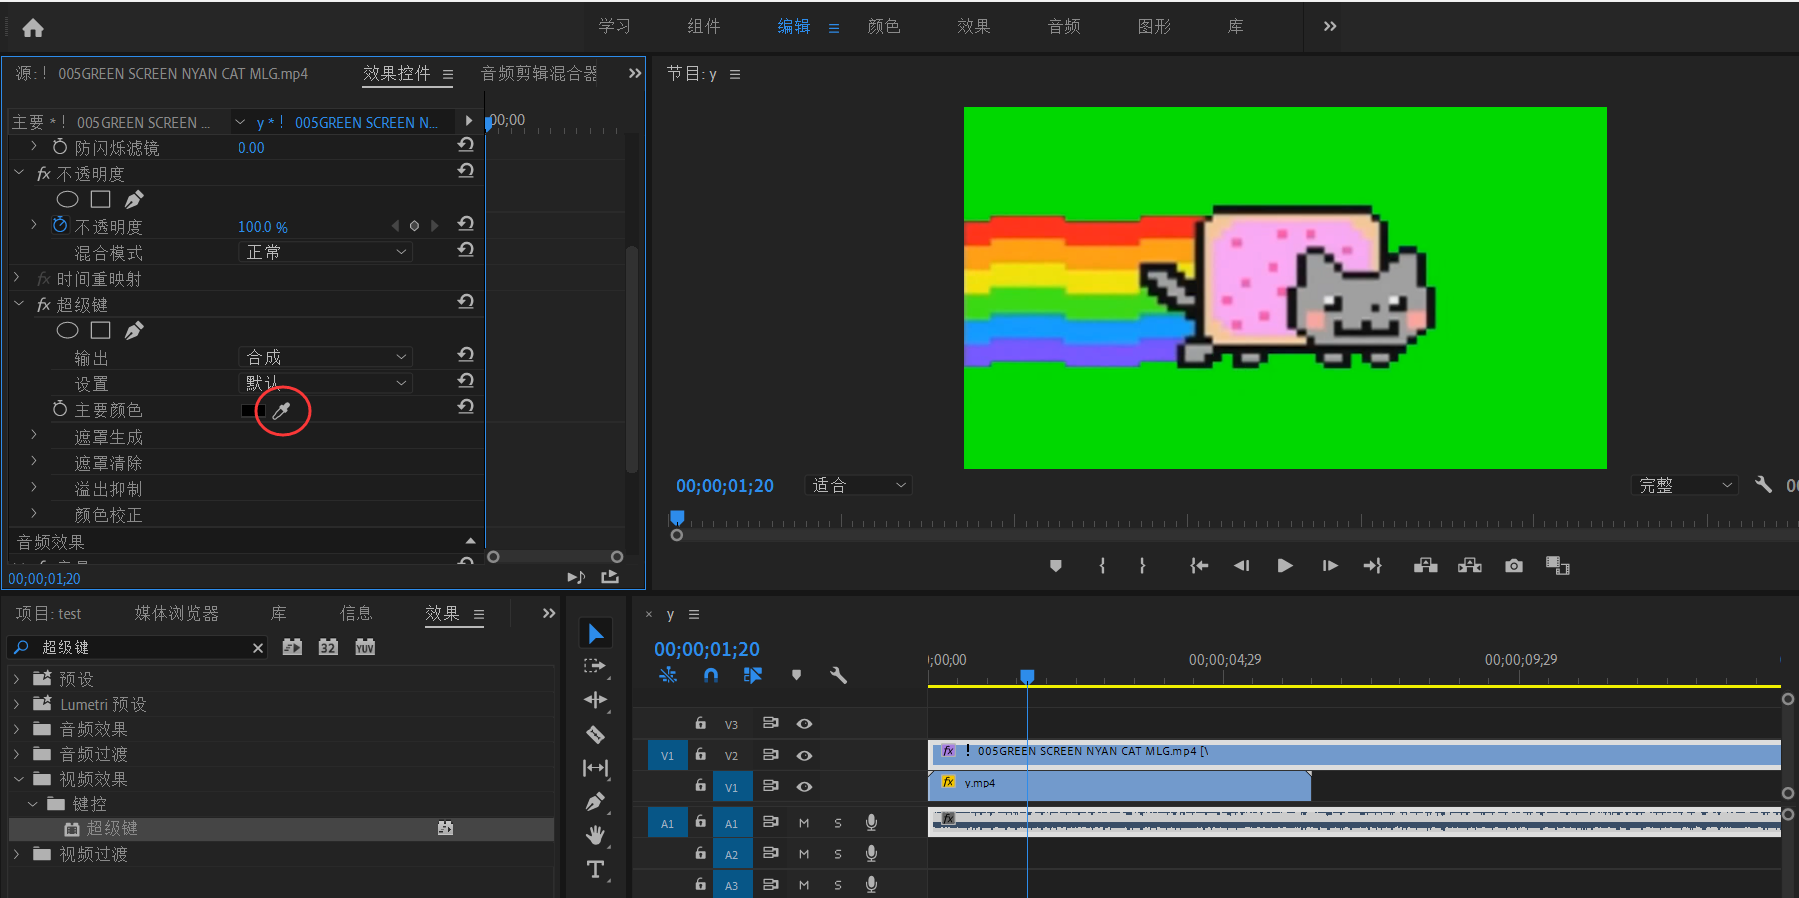 学习 组件 编辑 颜色 效果 音频 图形 库
源: ! 005GREEN SCREEN NYAN CAT MLG.mp4 效果控件 音频剪辑混合器
节目: y
主要 * ! 005GREEN SCREEN ... y * ! 005GREEN SCREEN N... 00;00
防闪烁滤镜 0.00
fx 不透明度
不透明度 100.0 %
混合模式 正常
fx 时间重映射
fx 超级键
输出 合成
设置 默认
主要颜色
遮罩生成
遮罩清除
溢出抑制
颜色校正
音频效果
00;00;01;20
00;00;01;20 适合 完整 00
项目: test 媒体浏览器 库 信息 效果
超级键 32 YUV
预设
Lumetri 预设
音频效果
音频过渡
视频效果
键控
超级键
视频过渡
× y
00;00;01;20
;00;00 00;00;04;29 00;00;09;29
V3
V1 V2 fx ! 005GREEN SCREEN NYAN CAT MLG.mp4 [V
V1 fx y.mp4
A1 A1 M S fx
A2 M S
A3 M S